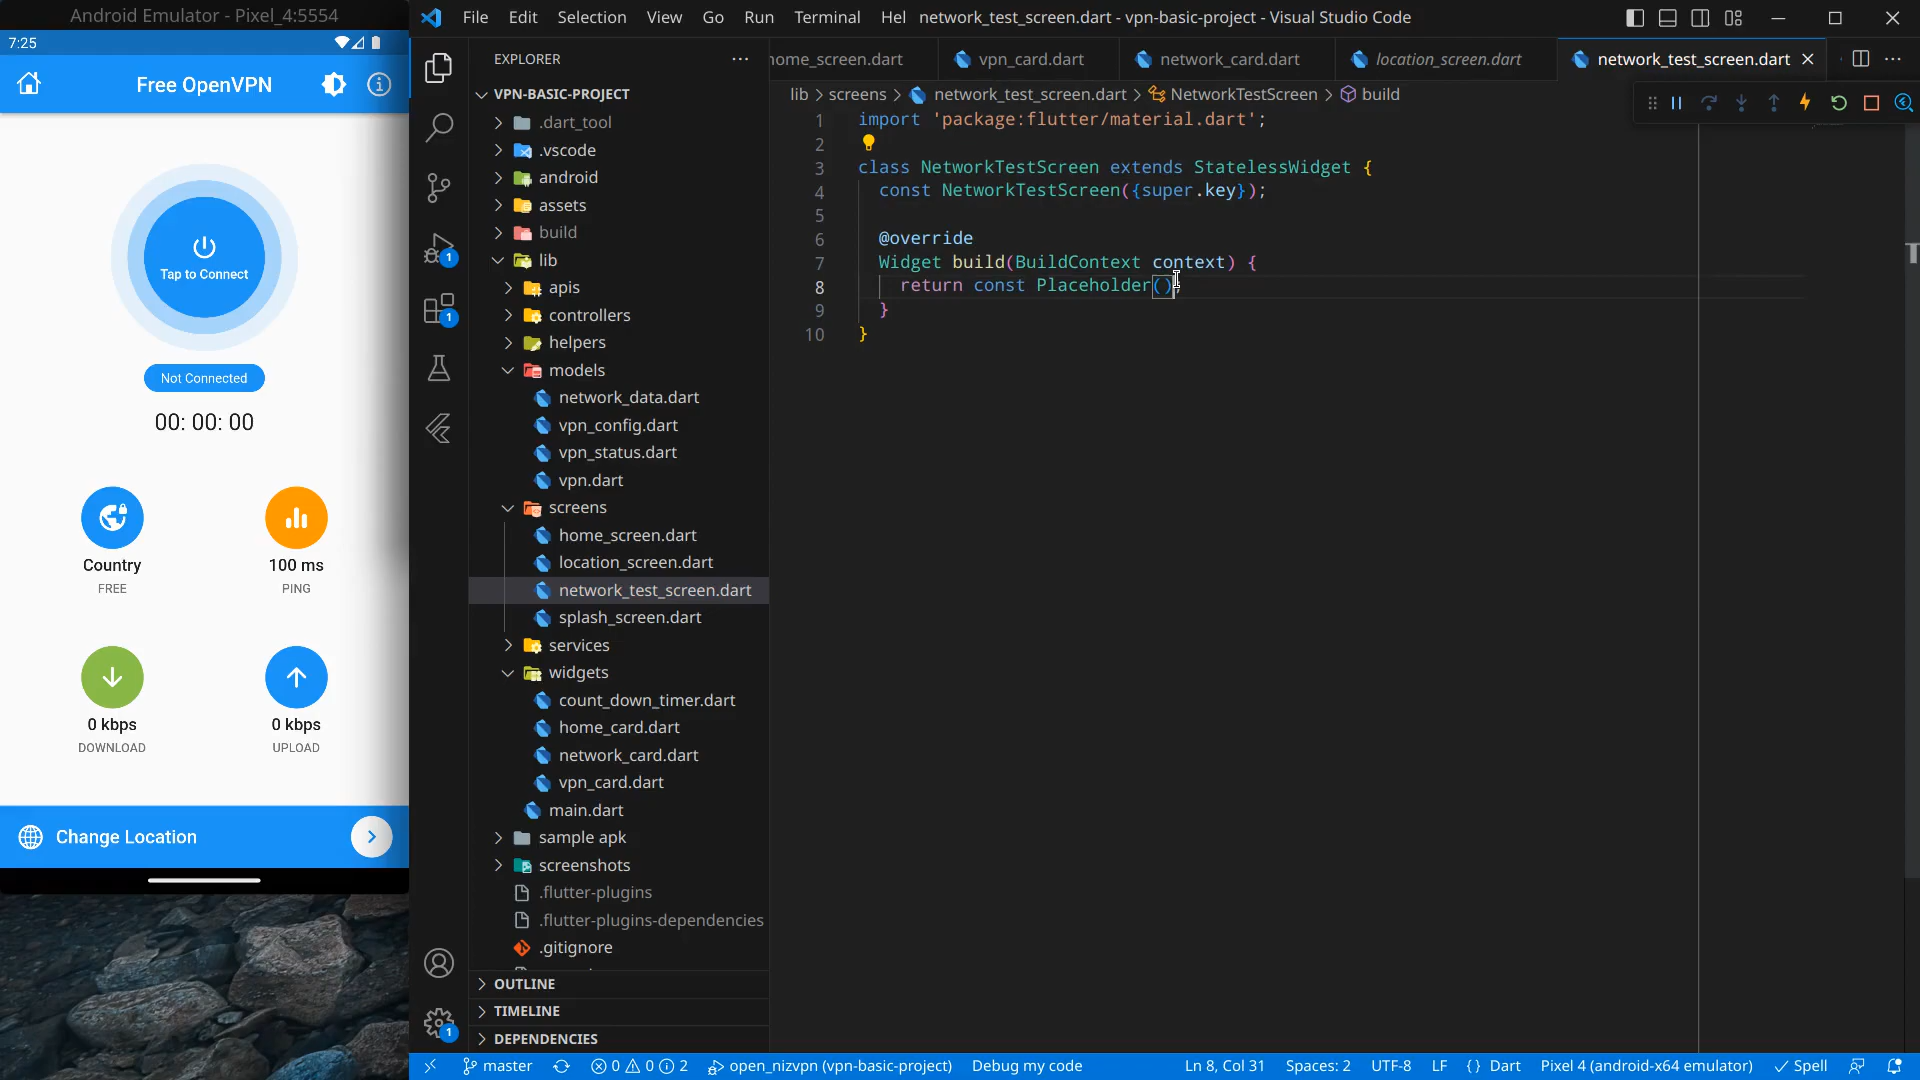 Android Emulator - Pixel_4:5554
7:25
Free OpenVPN
Tap to Connect
Not Connected
00: 00: 00
Country
FREE
100 ms
PING
0 kbps
DOWNLOAD
0 kbps
UPLOAD
Change Location
File Edit Selection View Go Run Terminal Hel
network_test_screen.dart - vpn-basic-project - Visual Studio Code
EXPLORER
VPN-BASIC-PROJECT
.dart_tool
.vscode
android
assets
build
lib
apis
controllers
helpers
models
network_data.dart
vpn_config.dart
vpn_status.dart
vpn.dart
screens
home_screen.dart
location_screen.dart
network_test_screen.dart
splash_screen.dart
services
widgets
count_down_timer.dart
home_card.dart
network_card.dart
vpn_card.dart
main.dart
sample apk
screenshots
.flutter-plugins
.flutter-plugins-dependencies
.gitignore
OUTLINE
TIMELINE
DEPENDENCIES
1
1
1
home_screen.dart vpn_card.dart network_card.dart location_screen.dart network_test_screen.dart
lib > screens > network_test_screen.dart > NetworkTestScreen > build
1 import 'package:flutter/material.dart';
2
3 class NetworkTestScreen extends StatelessWidget {
4 const NetworkTestScreen({super.key});
5
6 @override
7 Widget build(BuildContext context) {
8 return const Placeholder();
9 }
10 }
master 0 0 2 open_nizvpn (vpn-basic-project) Debug my code Ln 8, Col 31 Spaces: 2 UTF-8 LF { } Dart Pixel 4 (android-x64 emulator) Spell